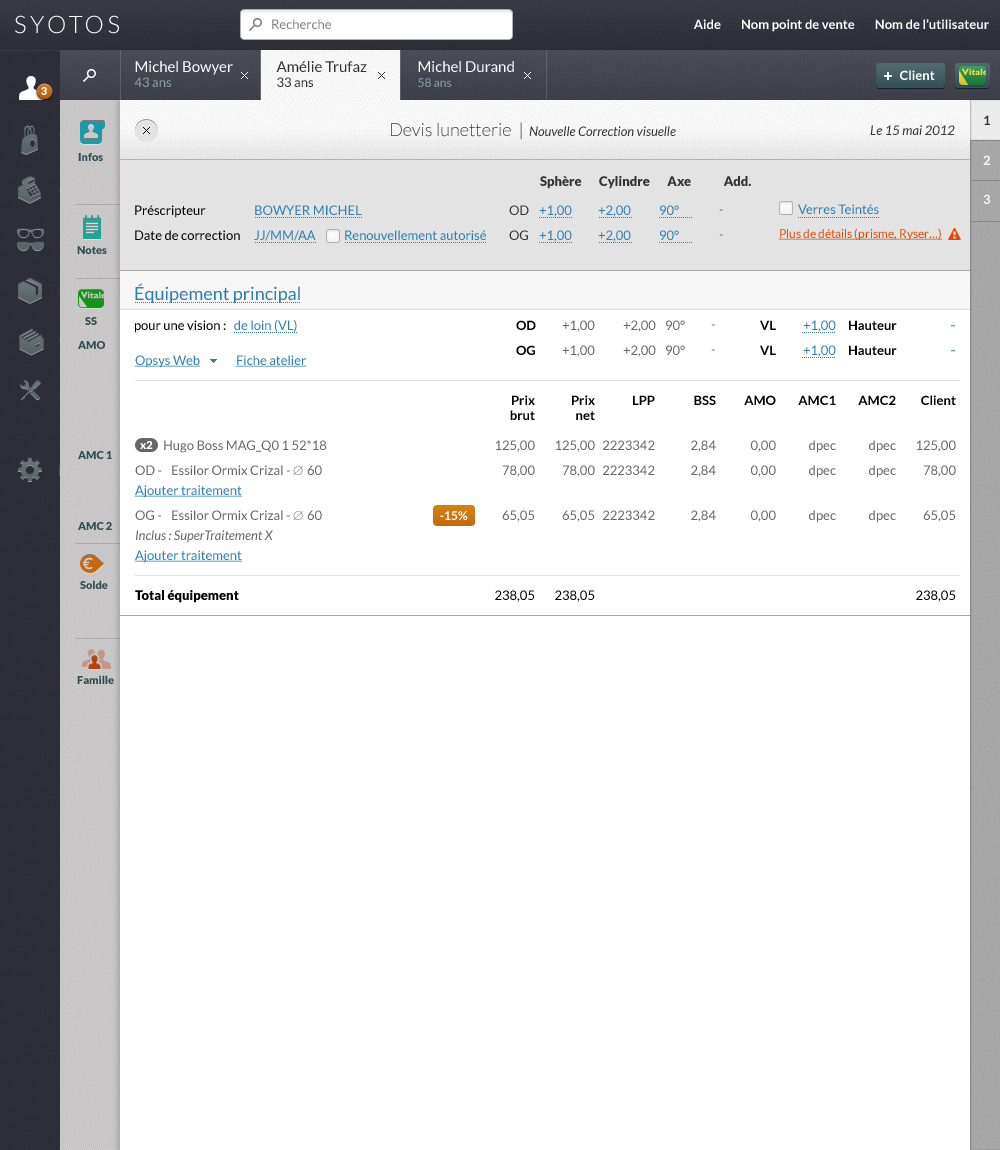 SYOTOS
Recherche
Aide Nom point de vente Nom de l'utilisateur
Michel Bowyer
43 ans
Amélie Trufaz
33 ans
Michel Durand
58 ans
+ Client
Vitale
3
Infos
Notes
Vitale
SS
AMO
AMC 1
AMC 2
€
Solde
Famille
Devis lunetterie | Nouvelle Correction visuelle
Le 15 mai 2012
1
2
3
Sphère Cylindre Axe Add.
Préscripteur BOWYER MICHEL OD +1,00 +2,00 90° - Verres Teintés
Date de correction JJ/MM/AA Renouvellement autorisé OG +1,00 +2,00 90° - Plus de détails (prisme, Ryser...)
Équipement principal
pour une vision : de loin (VL) OD +1,00 +2,00 90° - VL +1,00 Hauteur -
OG +1,00 +2,00 90° - VL +1,00 Hauteur -
Opsys Web Fiche atelier
Prix brut Prix net LPP BSS AMO AMC1 AMC2 Client
x2 Hugo Boss MAG_Q0 1 52"18 125,00 125,00 2223342 2,84 0,00 dpec dpec 125,00
OD - Essilor Ormix Crizal - ∅ 60 78,00 78,00 2223342 2,84 0,00 dpec dpec 78,00
Ajouter traitement
OG - Essilor Ormix Crizal - ∅ 60 -15% 65,05 65,05 2223342 2,84 0,00 dpec dpec 65,05
Inclus : SuperTraitement X
Ajouter traitement
Total équipement 238,05 238,05 238,05